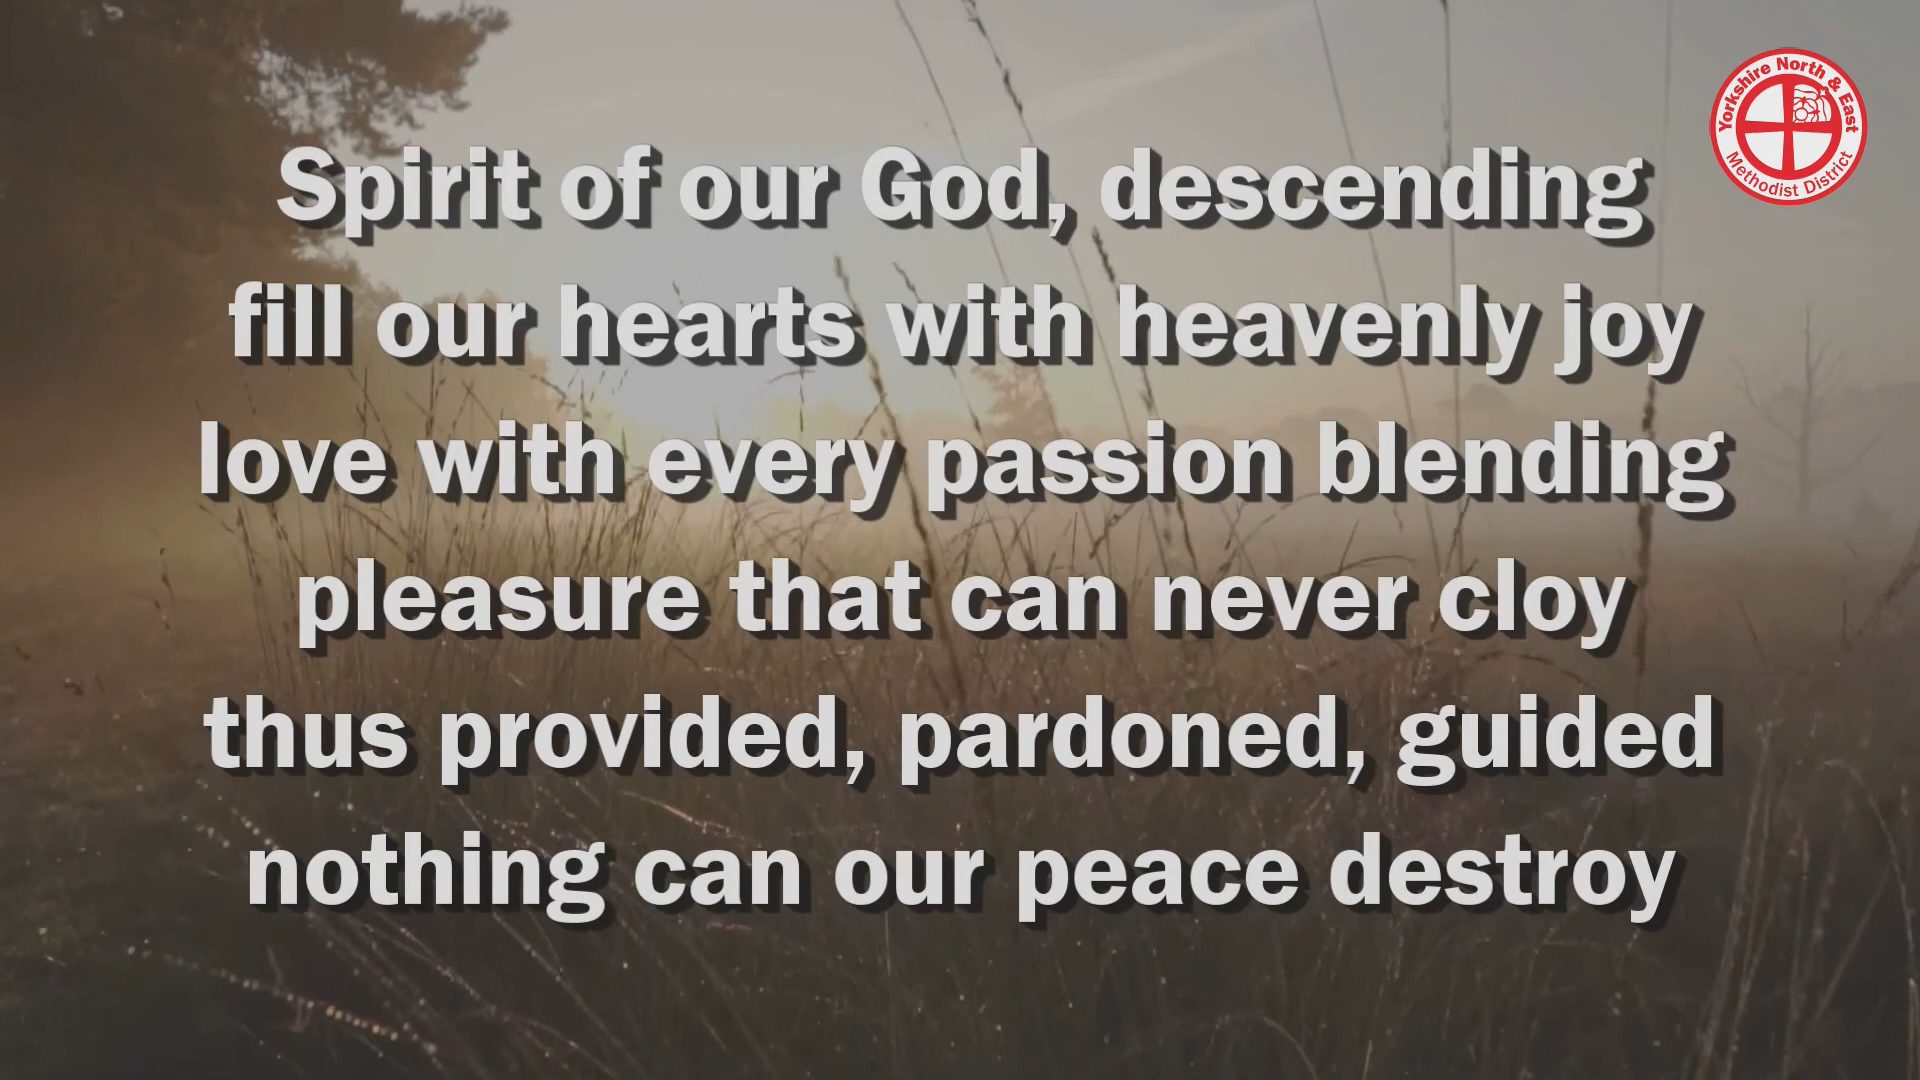 Spirit of our God, descending
fill our hearts with heavenly joy
love with every passion blending
pleasure that can never cloy
thus provided, pardoned, guided
nothing can our peace destroy
Yorkshire North & East
Methodist District